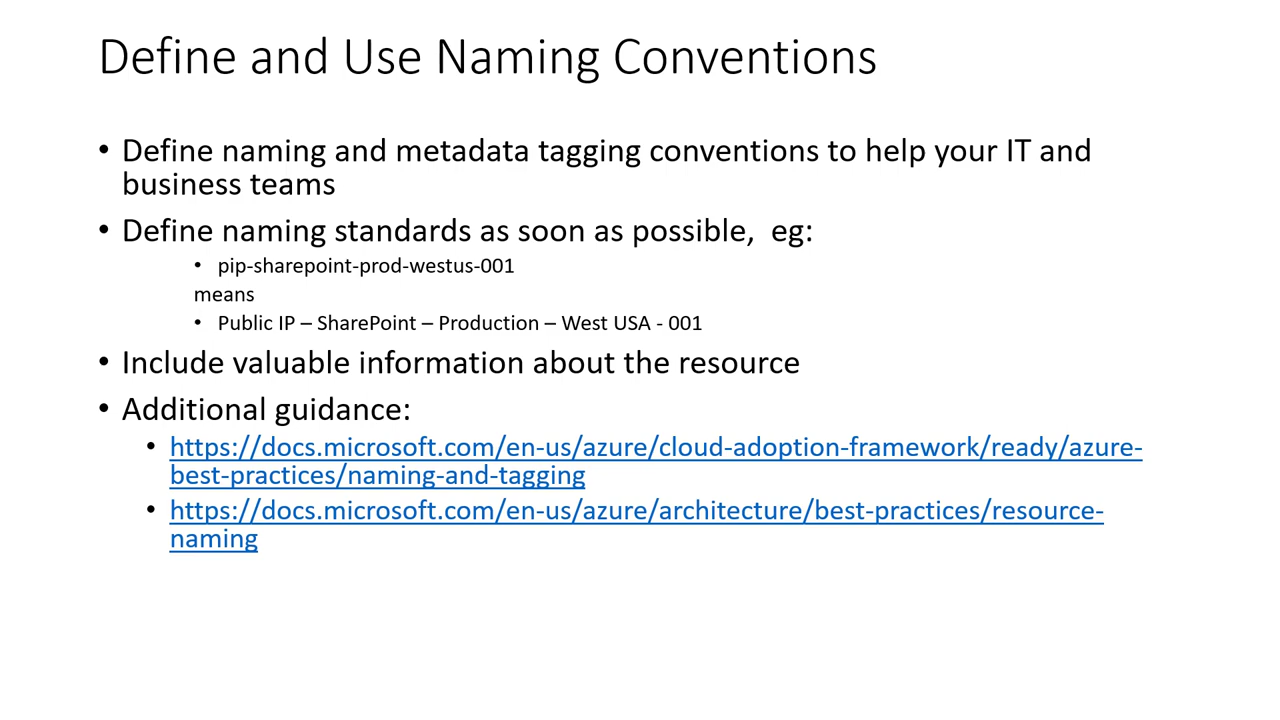 Define and Use Naming Conventions
• Define naming and metadata tagging conventions to help your IT and
business teams
• Define naming standards as soon as possible,  eg:
• pip-sharepoint-prod-westus-001
means
• Public IP – SharePoint – Production – West USA - 001
• Include valuable information about the resource
• Additional guidance:
• https://docs.microsoft.com/en-us/azure/cloud-adoption-framework/ready/azure-
best-practices/naming-and-tagging
• https://docs.microsoft.com/en-us/azure/architecture/best-practices/resource-
naming